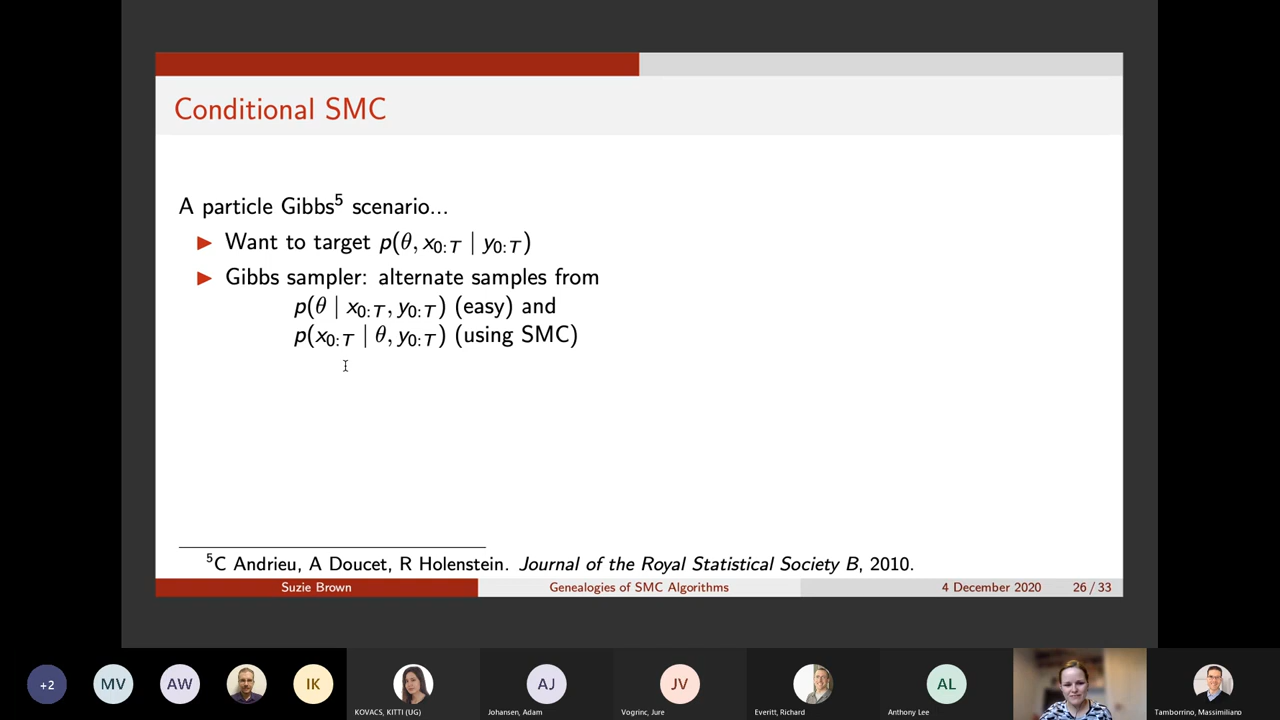 Conditional SMC
A particle Gibbs⁵ scenario...
▶ Want to target p(θ, x₀:T | y₀:T)
▶ Gibbs sampler: alternate samples from
p(θ | x₀:T, y₀:T) (easy) and
p(x₀:T | θ, y₀:T) (using SMC)
⁵C Andrieu, A Doucet, R Holenstein. Journal of the Royal Statistical Society B, 2010.
Suzie Brown Genealogies of SMC Algorithms 4 December 2020 26 / 33
+2 MV AW IK AJ JV AL
KOVACS, KITTI (UG) Johansen, Adam Vogrinc, Jure Everitt, Richard Anthony Lee Tamborrino, Massimiliano